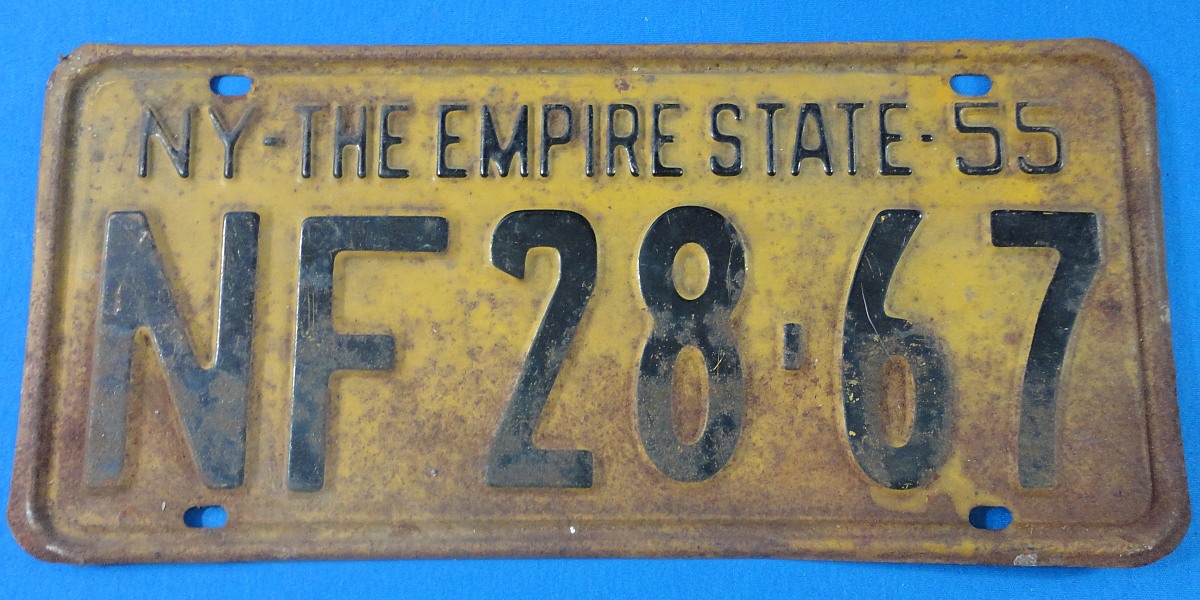 NY-THE EMPIRE STATE-55
NF28-67